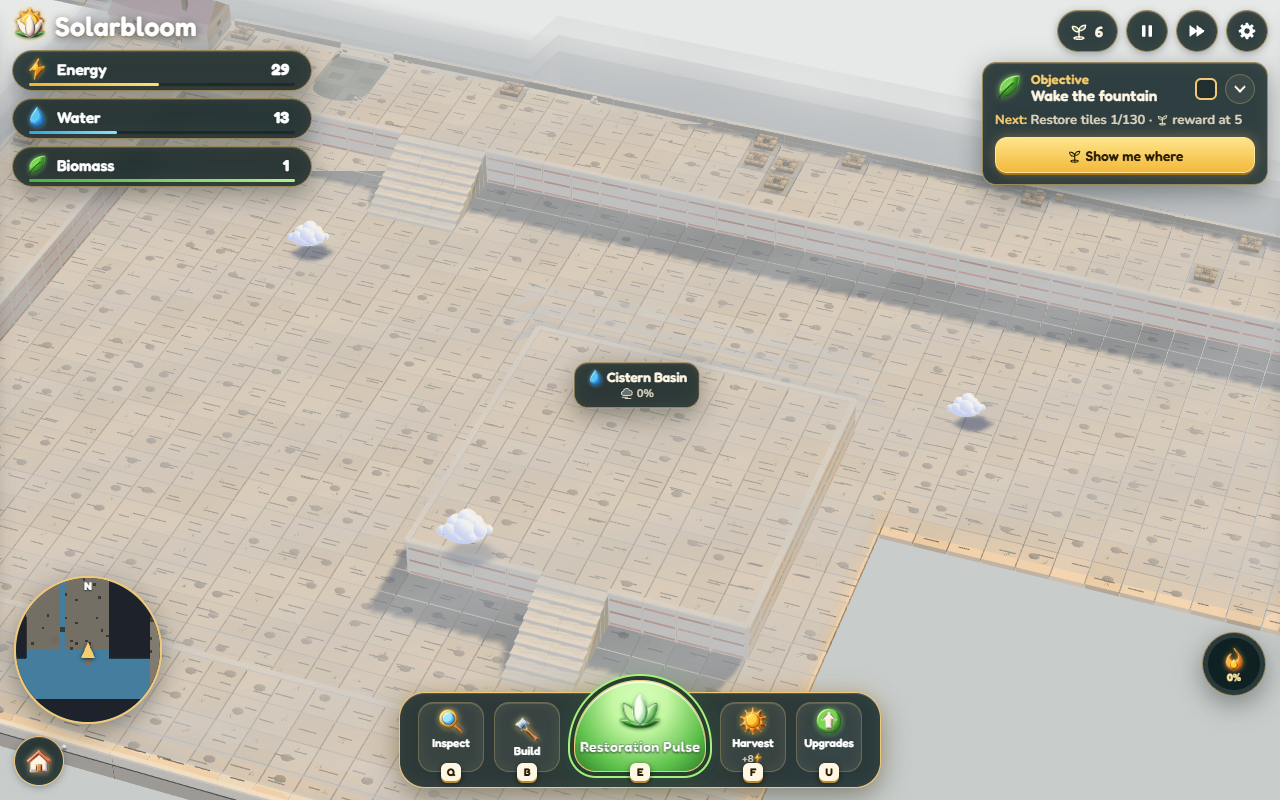 Solarbloom
Energy 29
Water 13
Biomass 1
6
Objective
Wake the fountain
Next: Restore tiles 1/130 · reward at 5
Show me where
Cistern Basin
0%
N
0%
Inspect
Q
Build
B
Restoration Pulse
E
Harvest
+8
F
Upgrades
U